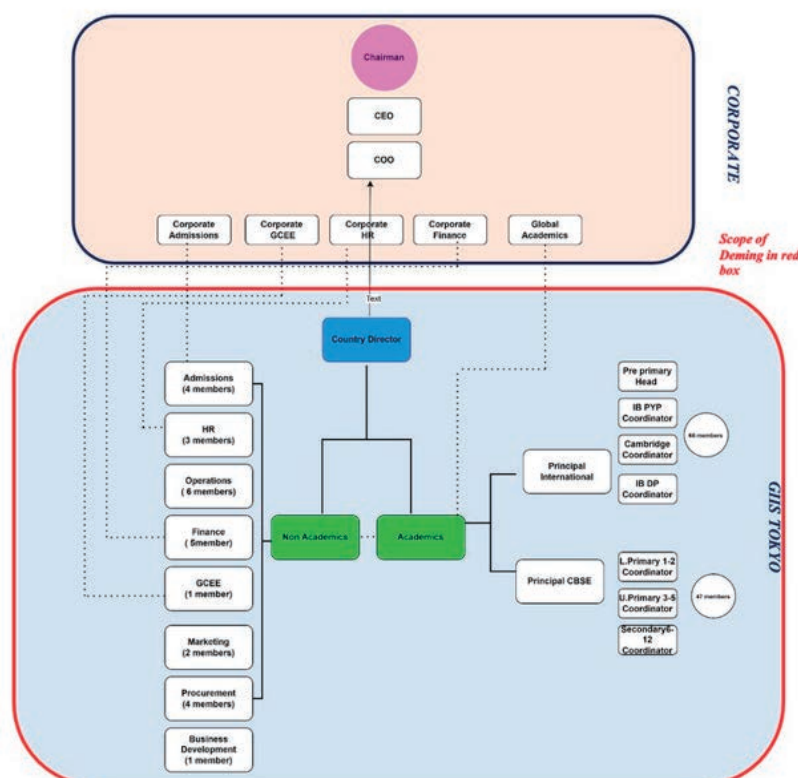 Chairman
CEO
COO
CORPORATE
Corporate
Admissions
Corporate
GCEE
Corporate
HR
Corporate
Finance
Global
Academics
Scope of
Deming in red
box
Text
Country Director
Admissions
(4 members)
HR
(3 members)
Operations
( 6 members)
Finance
( 5member)
GCEE
(1 member)
Marketing
(2 members)
Procurement
(4 members)
Business
Development
(1 member)
Non Academics
Academics
Principal
International
Principal CBSE
Pre primary
Head
IB PYP
Coordinator
Cambridge
Coordinator
IB DP
Coordinator
members
L.Primary 1-2
Coordinator
U.Primary 3-5
Coordinator
Secondary6-
12
Coordinator
47 members
GIIS TOKYO